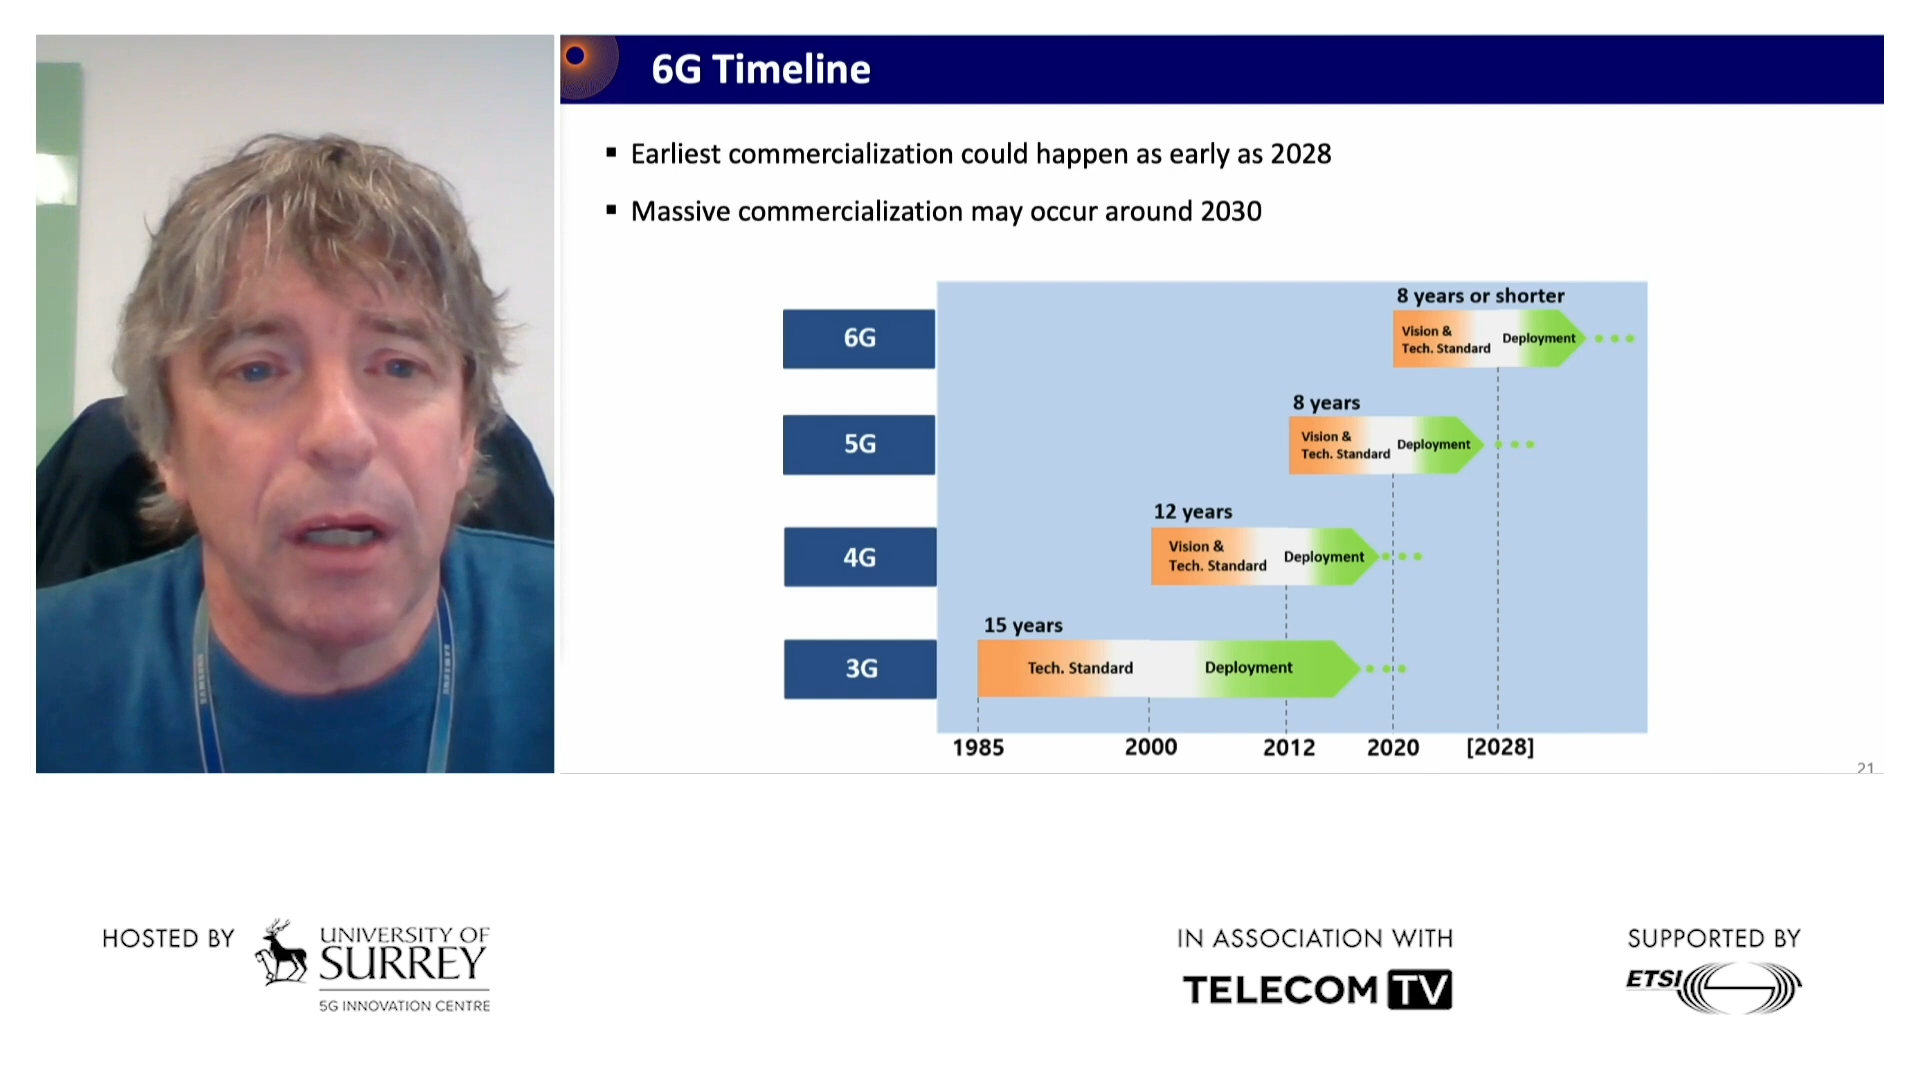 6G Timeline
▪ Earliest commercialization could happen as early as 2028
▪ Massive commercialization may occur around 2030
8 years or shorter
6G
Vision &
Tech. Standard
Deployment
8 years
5G
Vision &
Tech. Standard
Deployment
12 years
4G
Vision &
Tech. Standard
Deployment
15 years
3G
Tech. Standard
Deployment
1985
2000
2012
2020
[2028]
21
HOSTED BY
UNIVERSITY OF
SURREY
5G INNOVATION CENTRE
IN ASSOCIATION WITH
TELECOM TV
SUPPORTED BY
ETSI